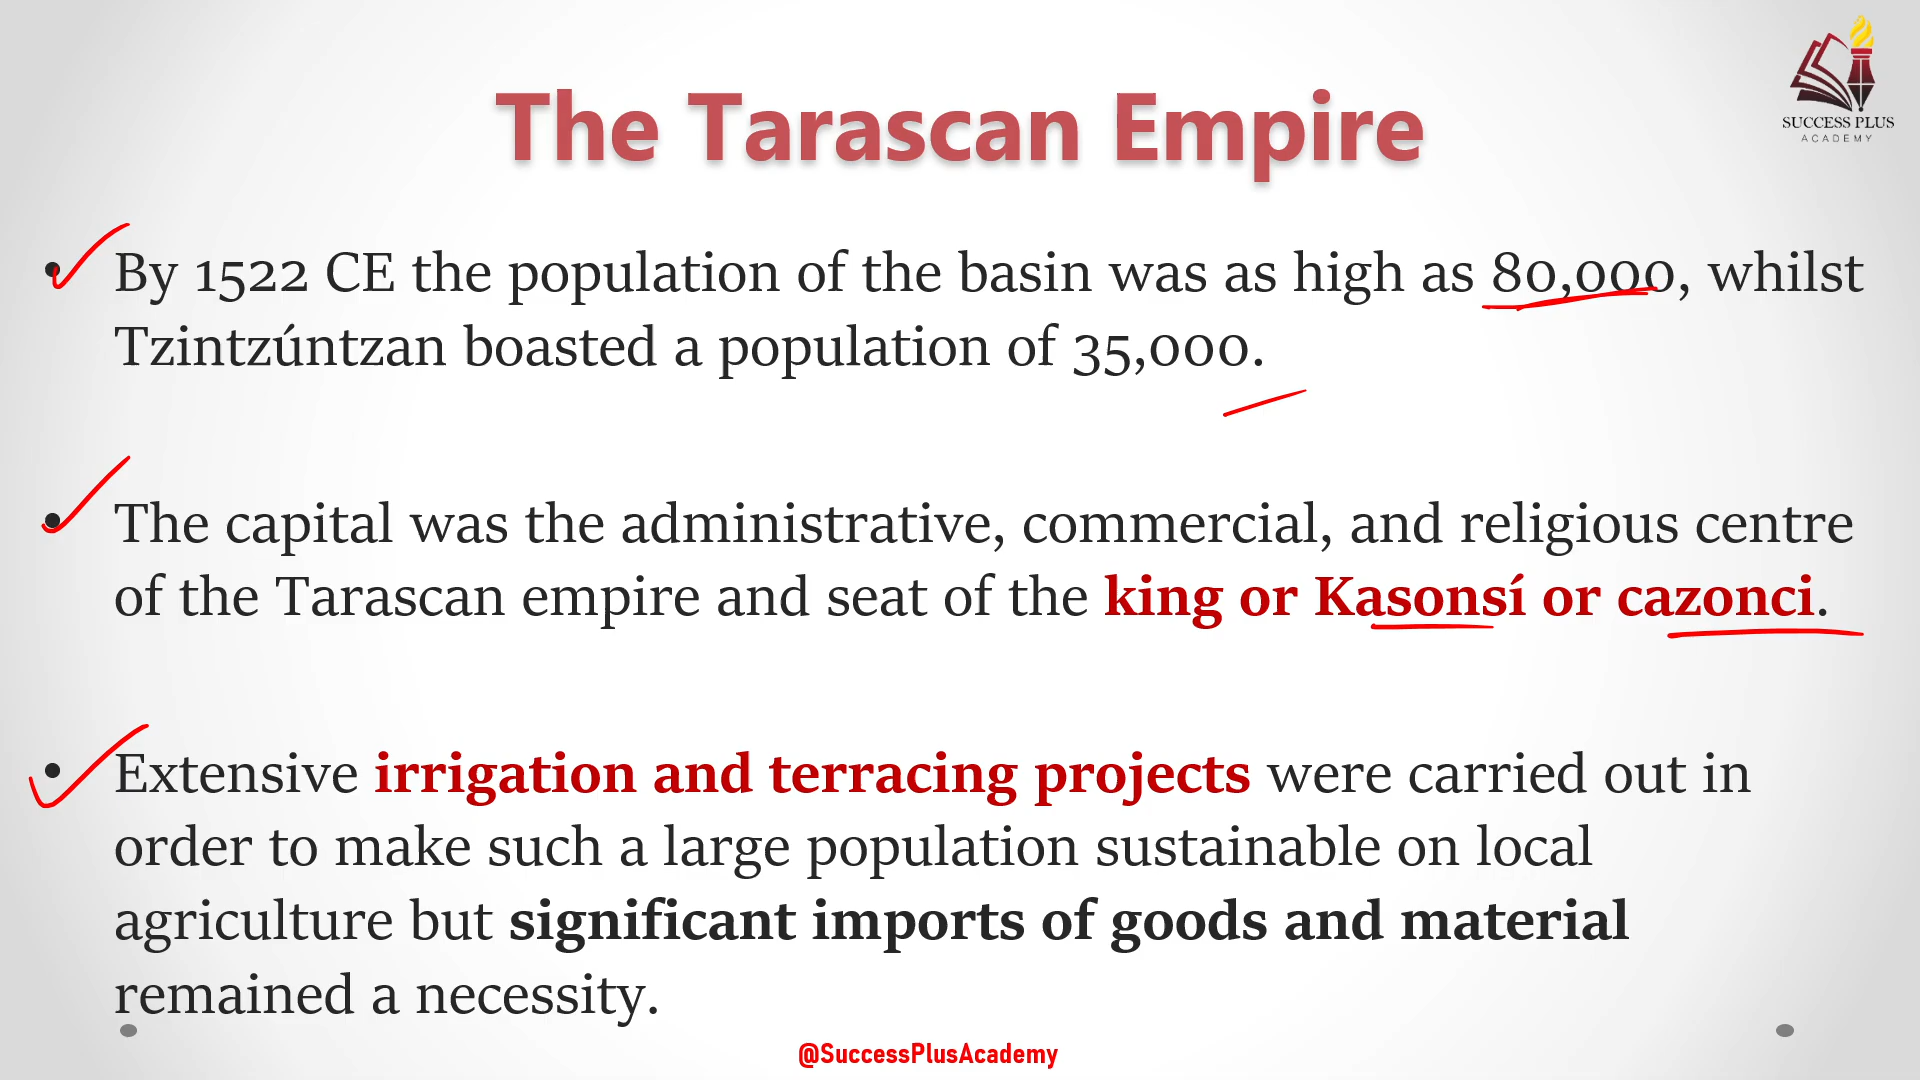 SUCCESS PLUS
ACADEMY
The Tarascan Empire
• By 1522 CE the population of the basin was as high as 80,000, whilst
Tzintzúntzan boasted a population of 35,000.
• The capital was the administrative, commercial, and religious centre
of the Tarascan empire and seat of the king or Kasonsí or cazonci.
• Extensive irrigation and terracing projects were carried out in
order to make such a large population sustainable on local
agriculture but significant imports of goods and material
remained a necessity.
@SuccessPlusAcademy